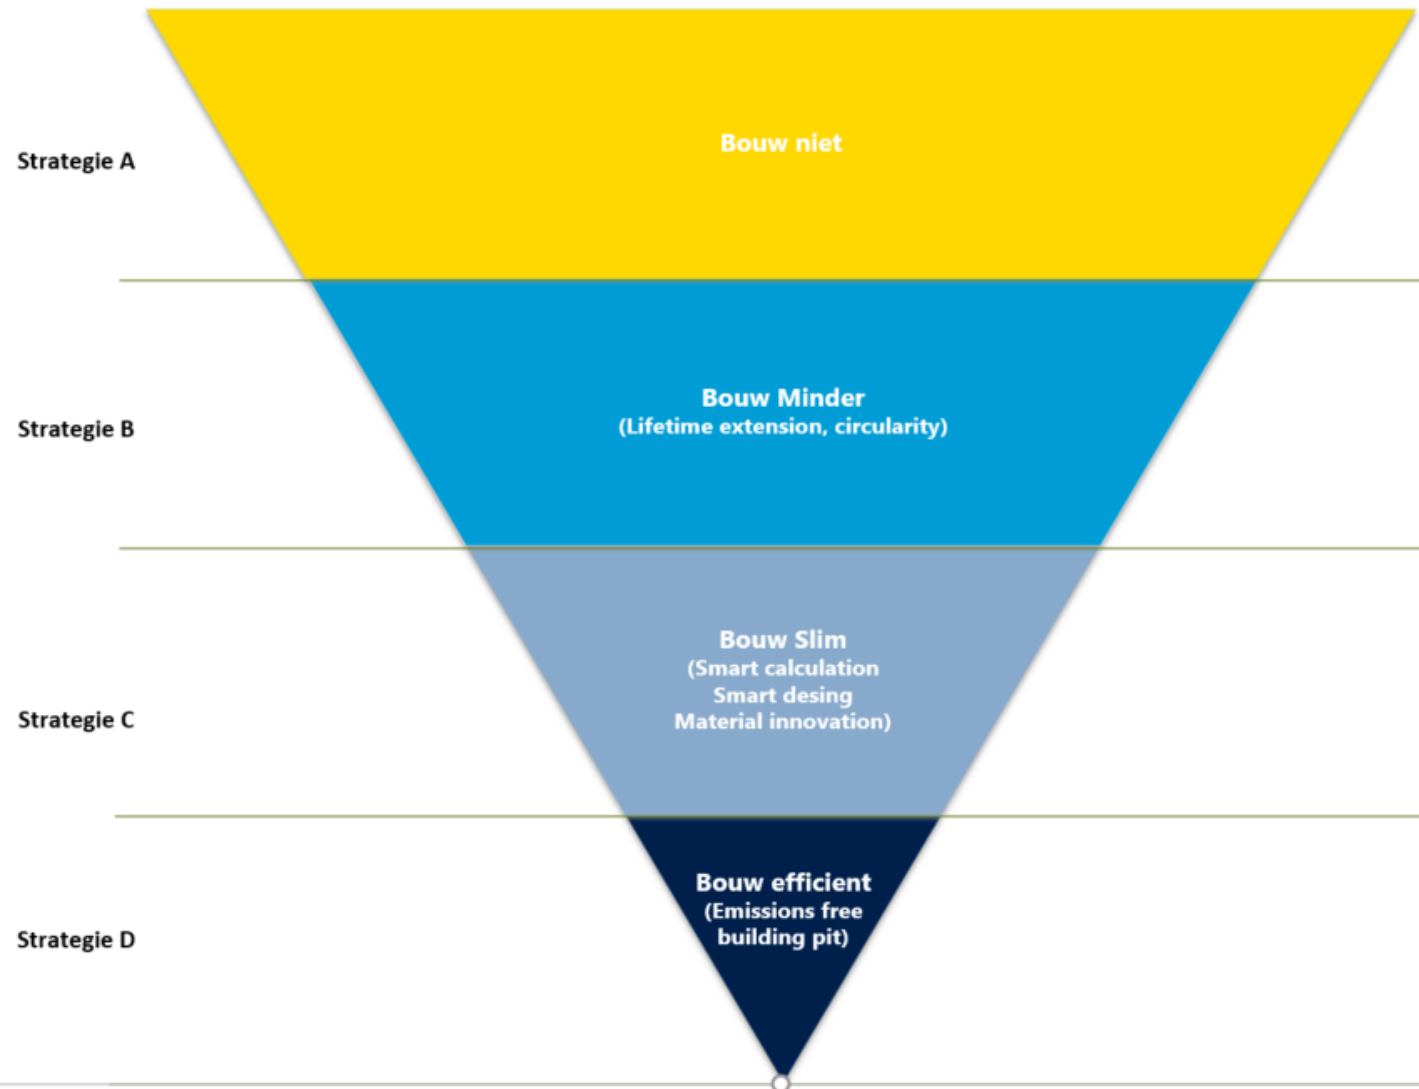 Strategie A
Bouw niet
Strategie B
Bouw Minder
(Lifetime extension, circularity)
Strategie C
Bouw Slim
(Smart calculation
Smart desing
Material innovation)
Strategie D
Bouw efficient
(Emissions free
building pit)